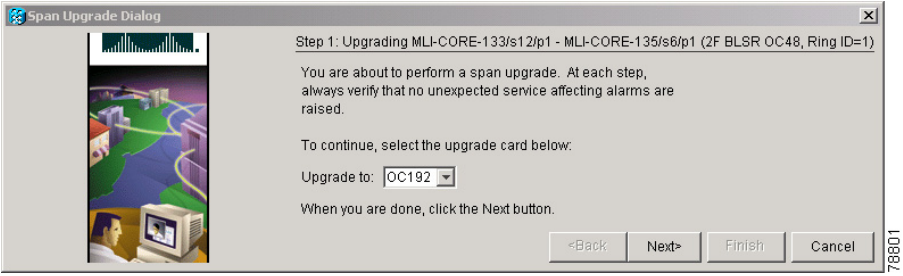 Span Upgrade Dialog
Step 1: Upgrading MLI-CORE-133/s12/p1 - MLI-CORE-135/s6/p1 (2F BLSR OC48, Ring ID=1)
You are about to perform a span upgrade. At each step,
always verify that no unexpected service affecting alarms are
raised.
To continue, select the upgrade card below:
Upgrade to: OC192
When you are done, click the Next button.
<Back Next> Finish Cancel
78801